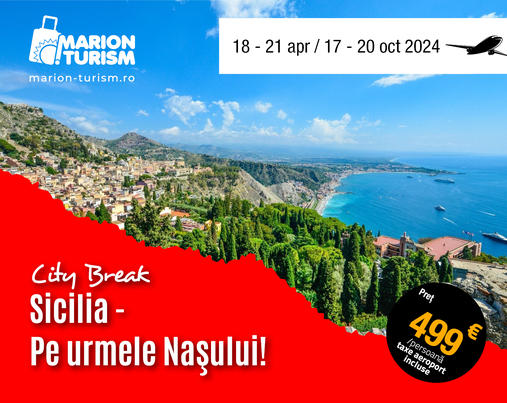 MARION
TURISM
marion-turism.ro
18 - 21 apr / 17 - 20 oct 2024
City Break
Sicilia -
Pe urmele Naşului!
Preț
499 €
/persoană
taxe aeroport
incluse